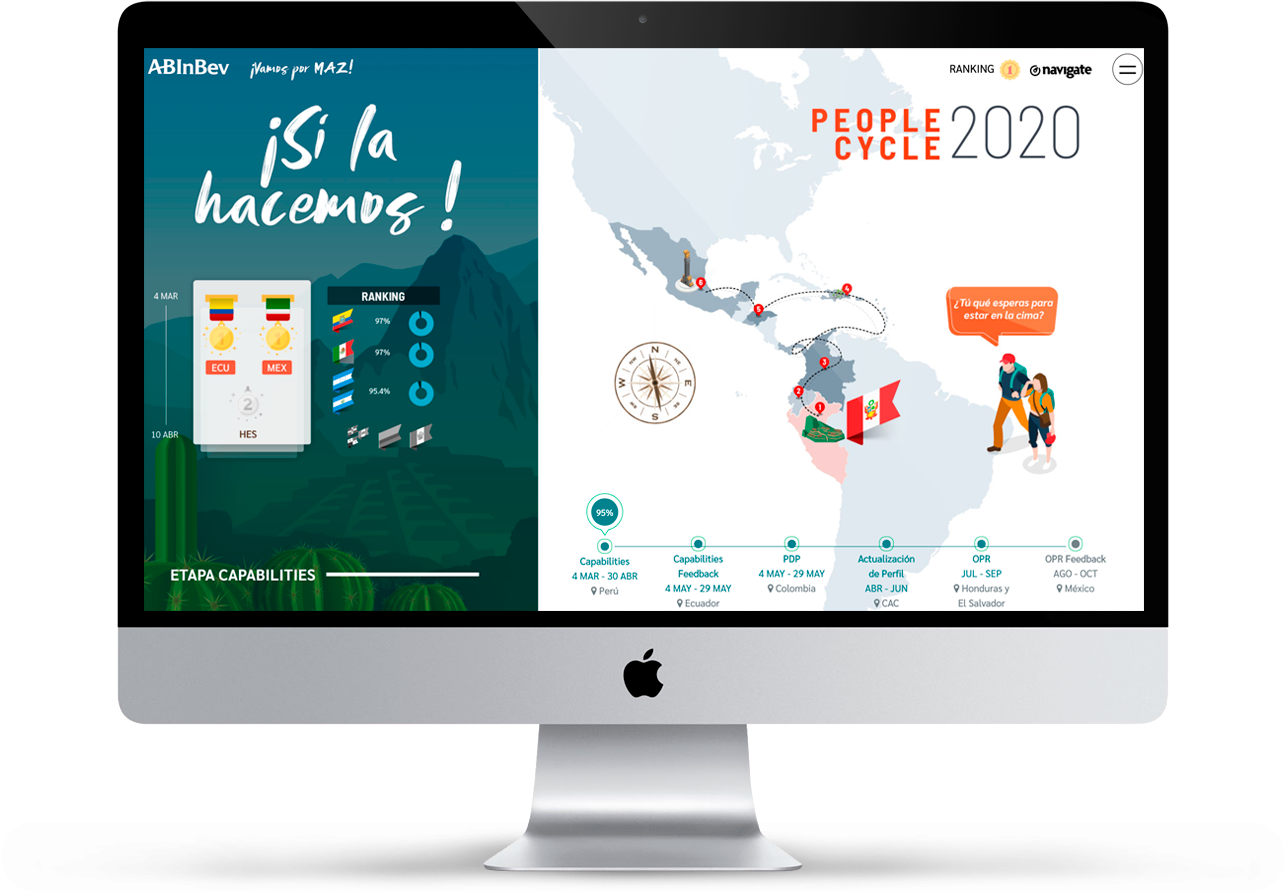 ABInBev
¡Vamos por MAZ!
¡Sí la
hacemos !
4 MAR
10 ABR
ECU
MEX
2
HES
RANKING
97%
97%
95.4%
ETAPA CAPABILITIES
RANKING 1 navigate
PEOPLE
CYCLE
2020
6
5
4
3
2
1
N
E
S
W
¿Tú qué esperas para
estar en la cima?
95%
Capabilities
4 MAR - 30 ABR
Perú
Capabilities
Feedback
4 MAY - 29 MAY
Ecuador
PDP
4 MAY - 29 MAY
Colombia
Actualización
de Perfil
ABR - JUN
CAC
OPR
JUL - SEP
Honduras y
El Salvador
OPR Feedback
AGO - OCT
México